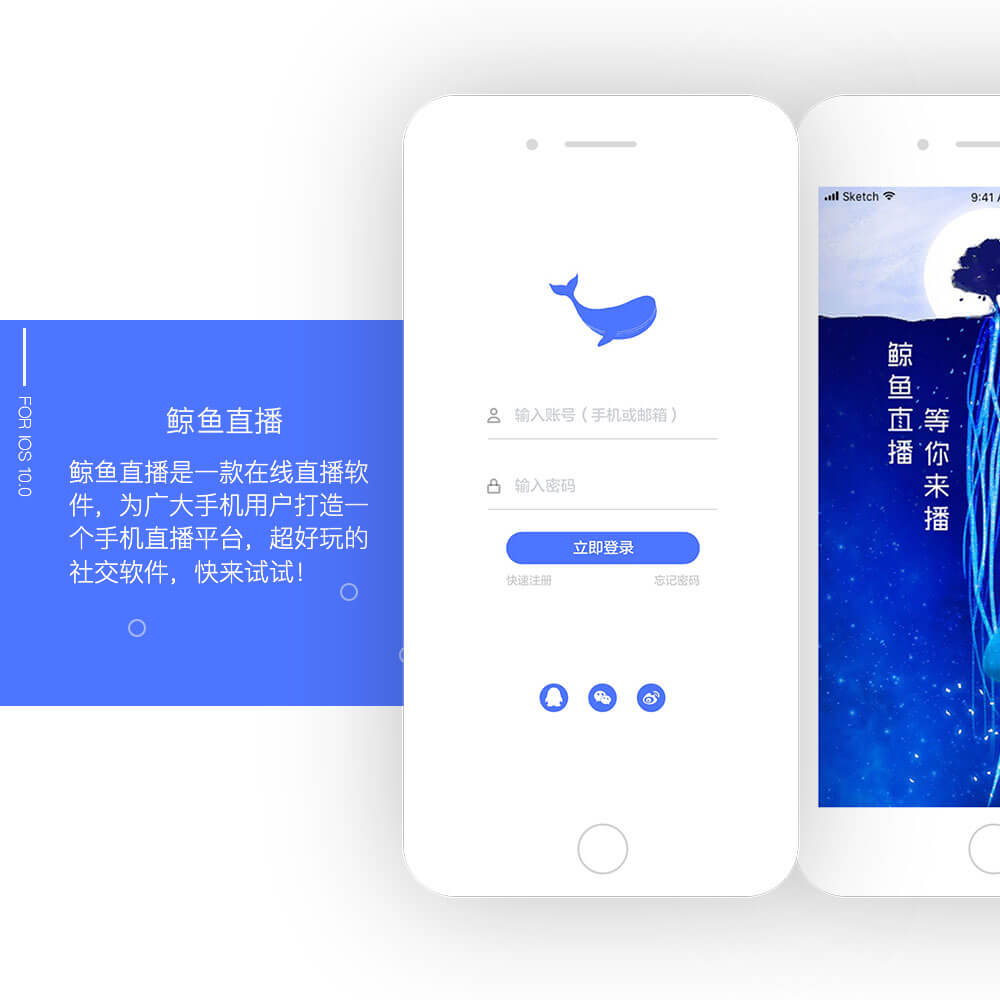 FOR IOS 10.0
鲸鱼直播
鲸鱼直播是一款在线直播软
件，为广大手机用户打造一
个手机直播平台，超好玩的
社交软件，快来试试！
输入账号（手机或邮箱）
输入密码
立即登录
快速注册
忘记密码
Sketch
9:41
鲸鱼直播
等你来播